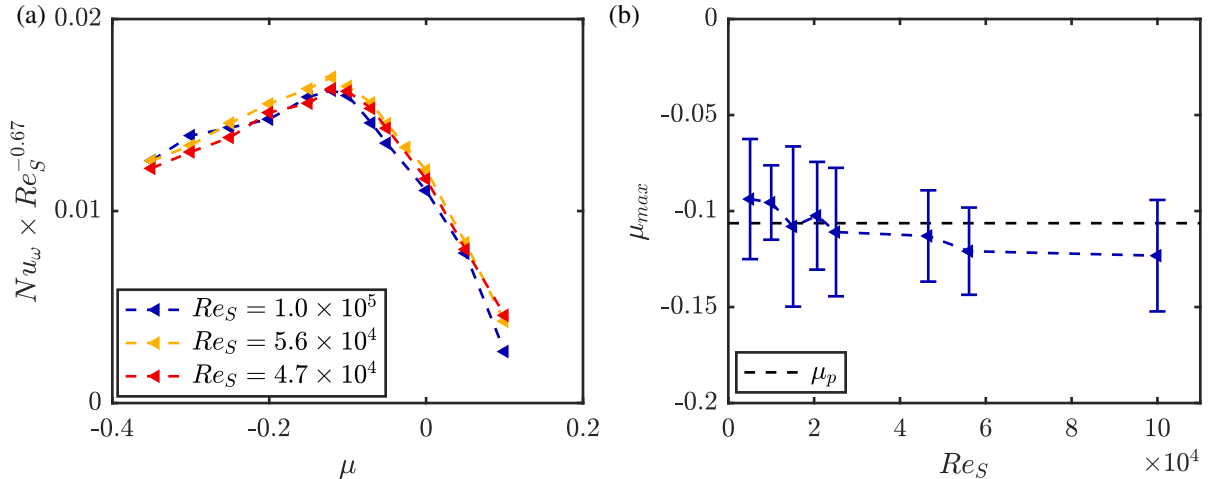 (a)
0.02
0.01
0
-0.4
-0.2
0
0.2
Nu_ω × Re_S^{-0.67}
μ
Re_S = 1.0 × 10^5
Re_S = 5.6 × 10^4
Re_S = 4.7 × 10^4
(b)
0
-0.05
-0.1
-0.15
-0.2
0
2
4
6
8
10
×10^4
μ_{max}
Re_S
μ_p